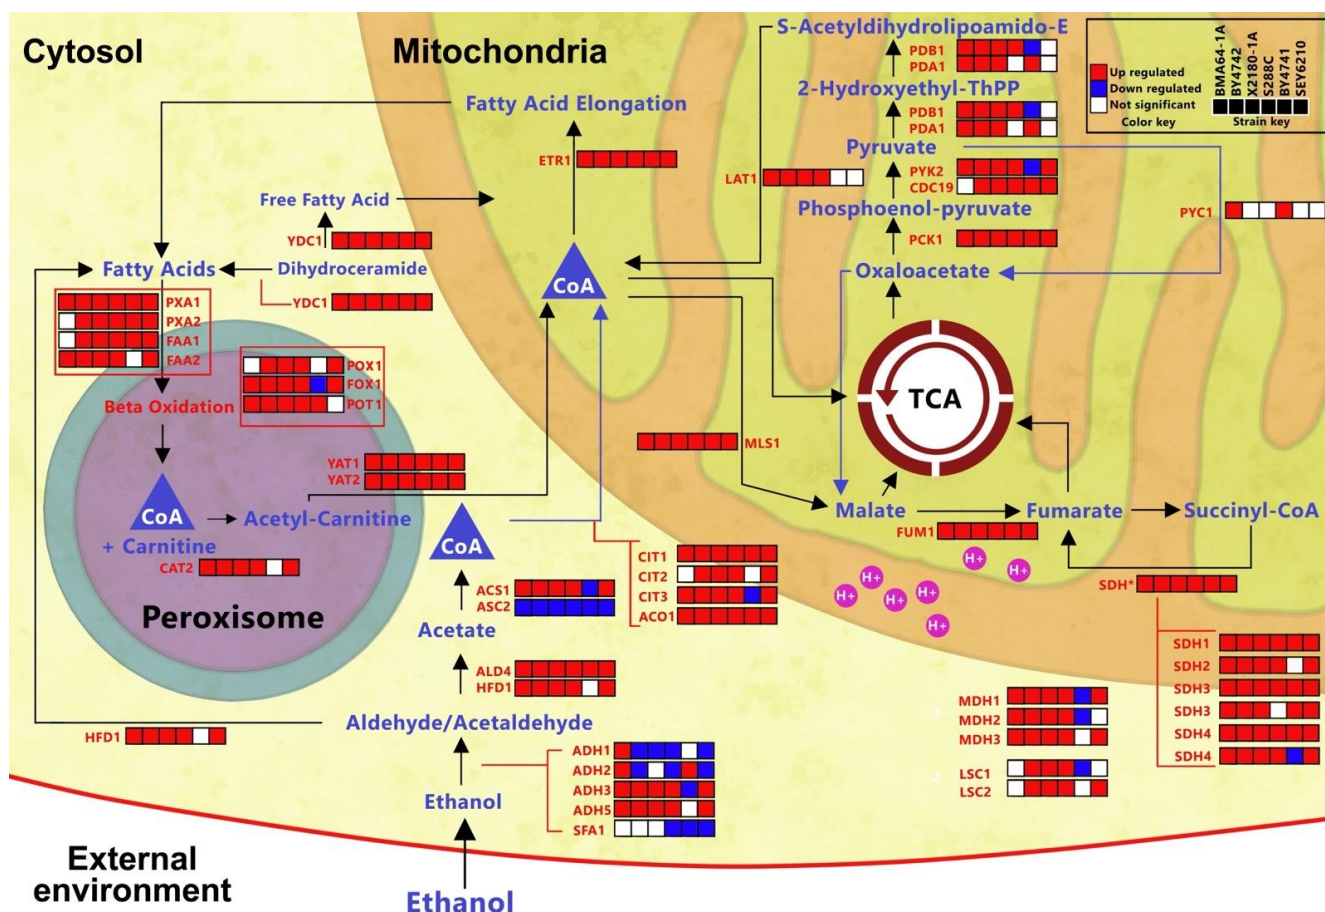 Cytosol
Mitochondria
S-Acetyldihydrolipoamido-E
PDB1
PDA1
2-Hydroxyethyl-ThPP
PDB1
PDA1
Pyruvate
PYK2
CDC19
Phosphoenol-pyruvate
PCK1
Oxaloacetate
LAT1
PYC1
Up regulated
Down regulated
Not significant
Color key
BMA64-1A
BY4742
X2180-1A
S288C
BY4741
SEY6210
Strain key
Fatty Acid Elongation
ETR1
Free Fatty Acid
YDC1
Fatty Acids
Dihydroceramide
YDC1
CoA
PXA1
PXA2
FAA1
FAA2
POX1
FOX1
POT1
Beta Oxidation
TCA
MLS1
YAT1
YAT2
CoA
Acetyl-Carnitine
+ Carnitine
CAT2
Peroxisome
CoA
Malate
Fumarate
Succinyl-CoA
FUM1
CIT1
CIT2
CIT3
ACO1
H+
H+
H+
H+
H+
H+
H+
SDH*
ACS1
ASC2
Acetate
ALD4
HFD1
SDH1
SDH2
SDH3
SDH3
SDH4
SDH4
Aldehyde/Acetaldehyde
HFD1
MDH1
MDH2
MDH3
LSC1
LSC2
1
2
ADH1
ADH2
ADH3
ADH5
SFA1
Ethanol
External
environment
Ethanol